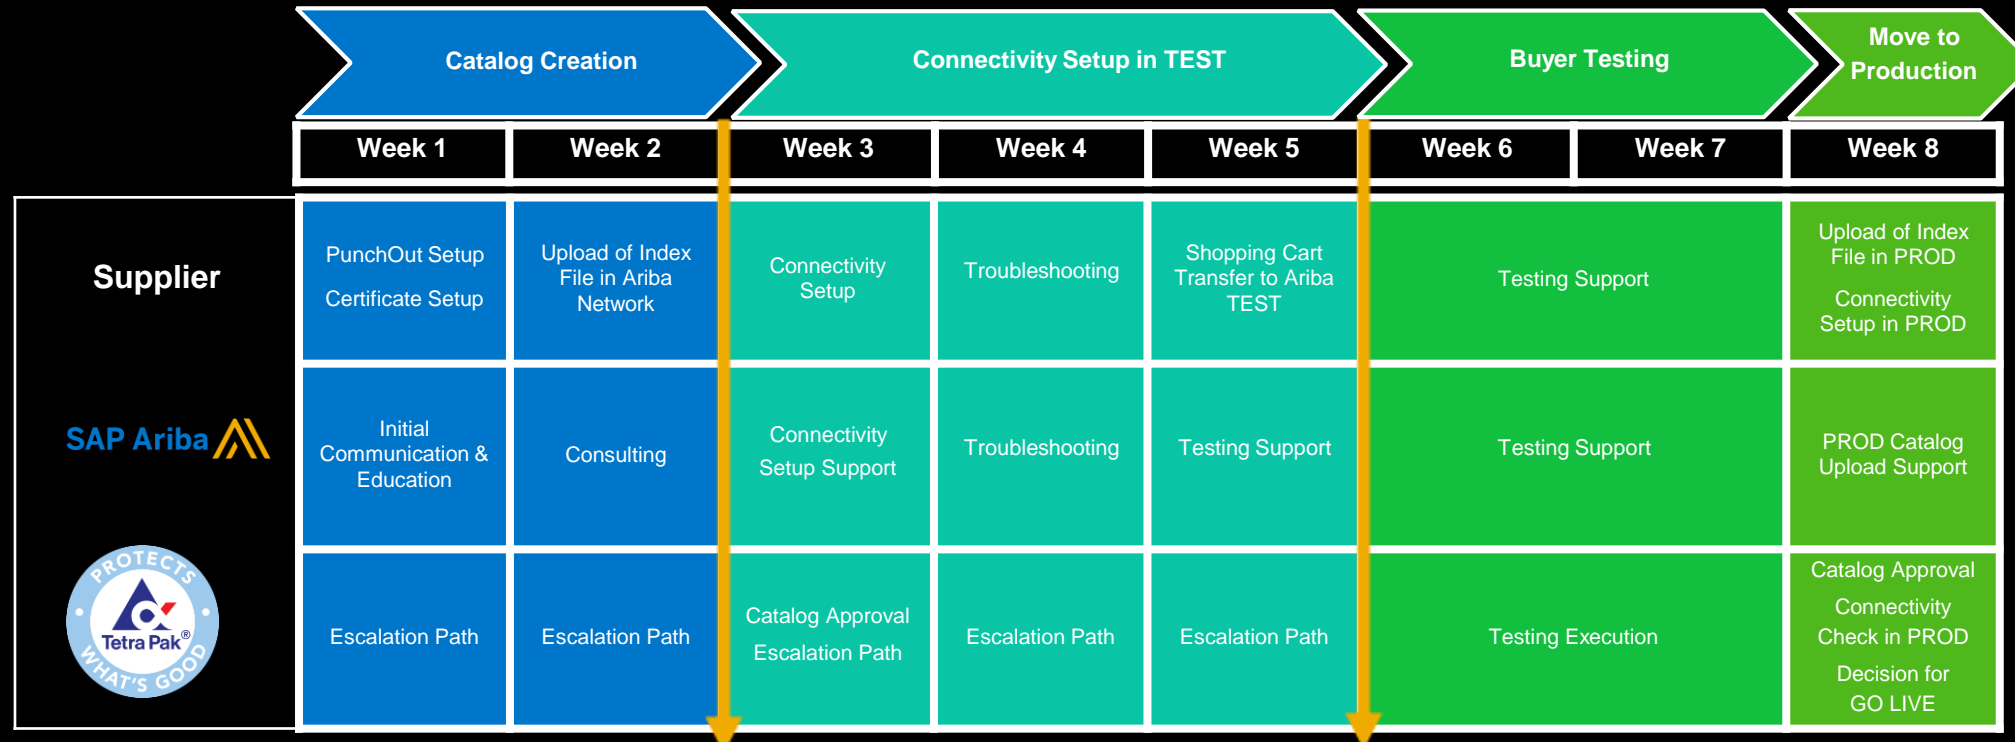 Catalog Creation
Connectivity Setup in TEST
Buyer Testing
Move to
Production
Week 1
Week 2
Week 3
Week 4
Week 5
Week 6
Week 7
Week 8
Supplier
PunchOut Setup
Certificate Setup
Upload of Index
File in Ariba
Network
Connectivity
Setup
Troubleshooting
Shopping Cart
Transfer to Ariba
TEST
Testing Support
Upload of Index
File in PROD
Connectivity
Setup in PROD
SAP Ariba
Initial
Communication &
Education
Consulting
Connectivity
Setup Support
Troubleshooting
Testing Support
Testing Support
PROD Catalog
Upload Support
PROTECTS
Tetra Pak®
WHAT'S GOOD
Escalation Path
Escalation Path
Catalog Approval
Escalation Path
Escalation Path
Escalation Path
Testing Execution
Catalog Approval
Connectivity
Check in PROD
Decision for
GO LIVE